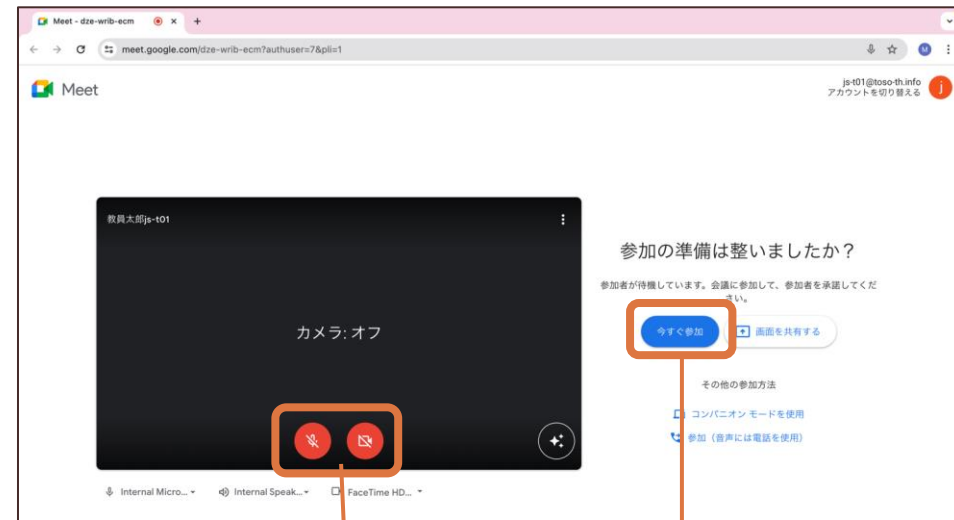 Meet - dze-wrib-ecm
meet.google.com/dze-wrib-ecm?authuser=7&pli=1
M
Meet
js-t01@toso-th.info
アカウントを切り替える
j
教員太郎js-t01
カメラ: オフ
参加の準備は整いましたか？
参加者が待機しています。会議に参加して、参加者を承諾してくだ
さい。
今すぐ参加
画面を共有する
その他の参加方法
コンパニオン モードを使用
参加（音声には電話を使用）
Internal Micro...
Internal Speak...
FaceTime HD...